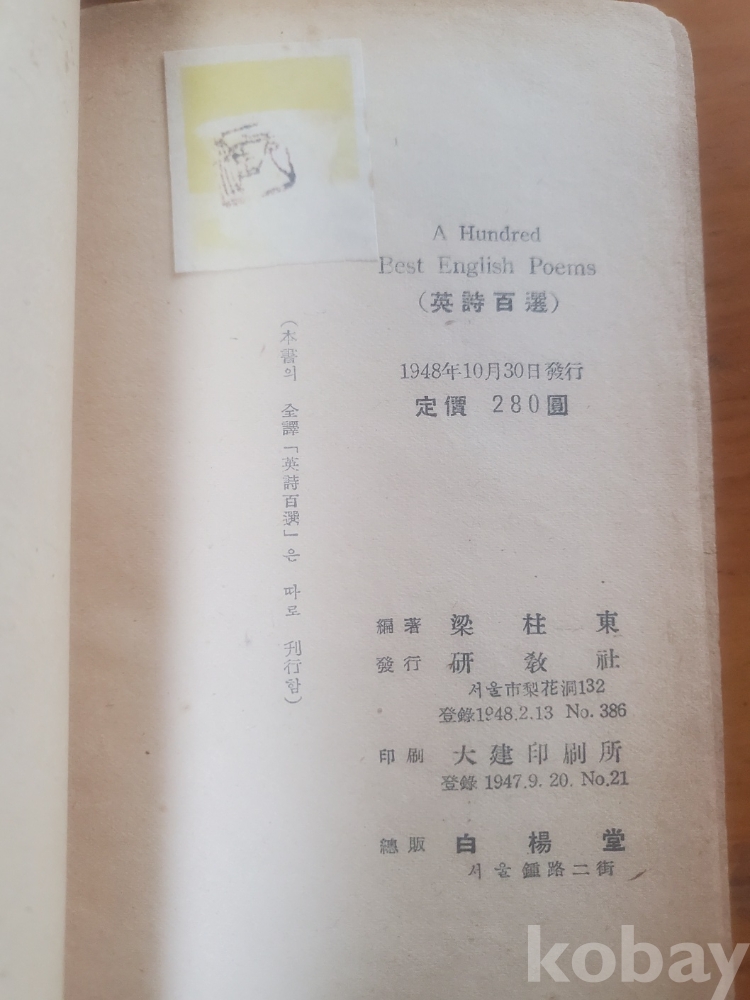 A Hundred
Best English Poems
(英詩百選)
1948年10月30日發行
定價 280圓
(本書의 全譯「英詩百選」은 따로 刊行함)
編著 梁柱東
發行 硏敎社
서울市梨花洞132
登錄1948.2.13 No. 386
印刷 大建印刷所
登錄 1947.9.20. No.21
總販 白楊堂
서울鍾路二街
kobay